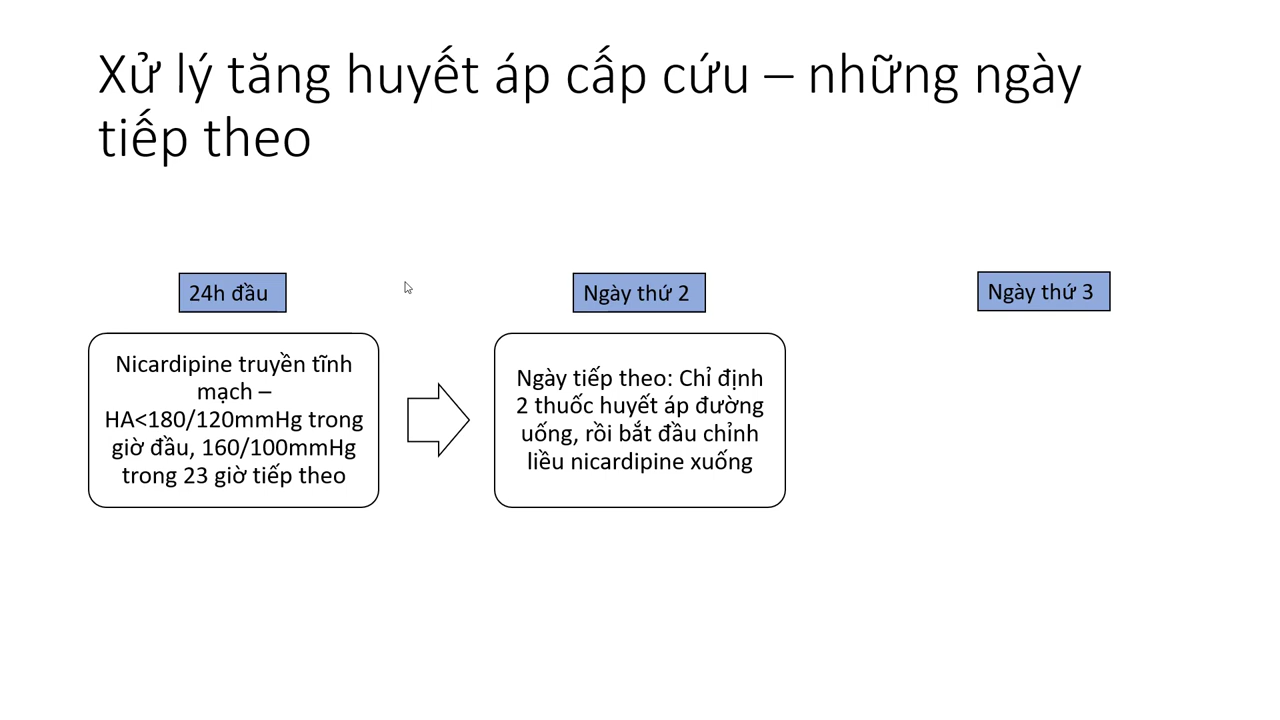 Xử lý tăng huyết áp cấp cứu – những ngày
tiếp theo
24h đầu
Nicardipine truyền tĩnh
mạch –
HA<180/120mmHg trong
giờ đầu, 160/100mmHg
trong 23 giờ tiếp theo
Ngày thứ 2
Ngày tiếp theo: Chỉ định
2 thuốc huyết áp đường
uống, rồi bắt đầu chỉnh
liều nicardipine xuống
Ngày thứ 3